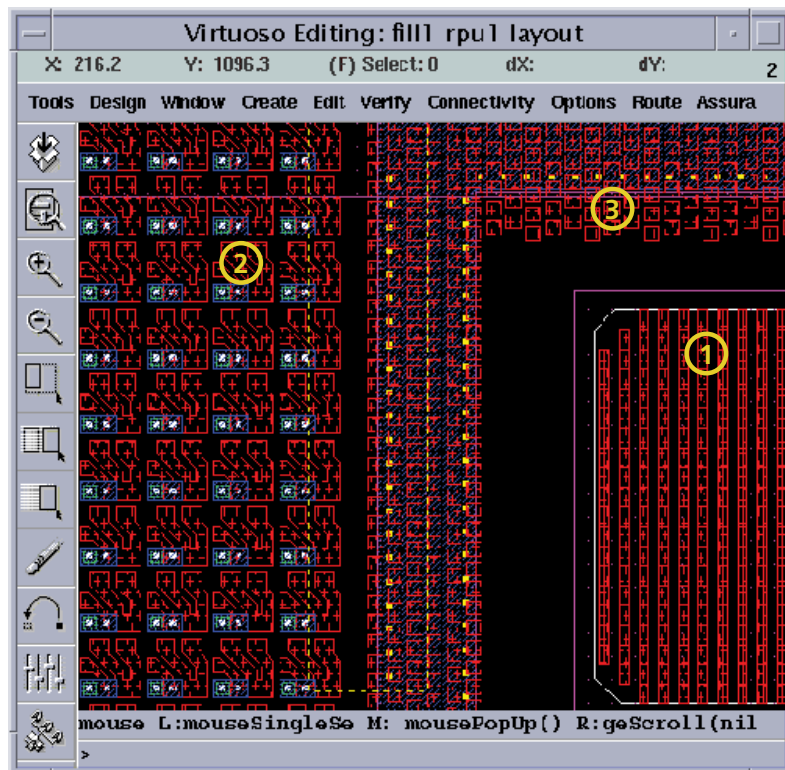 Virtuoso Editing: fill1 rpu1 layout
X: 216.2 Y: 1096.3 (F) Select: 0 dX: dY: 2
Tools Design Window Create Edit Verify Connectivity Options Route Assura
3
2
1
mouse L:mouseSingleSe M: mousePopUp() R:geScroll(nil
>